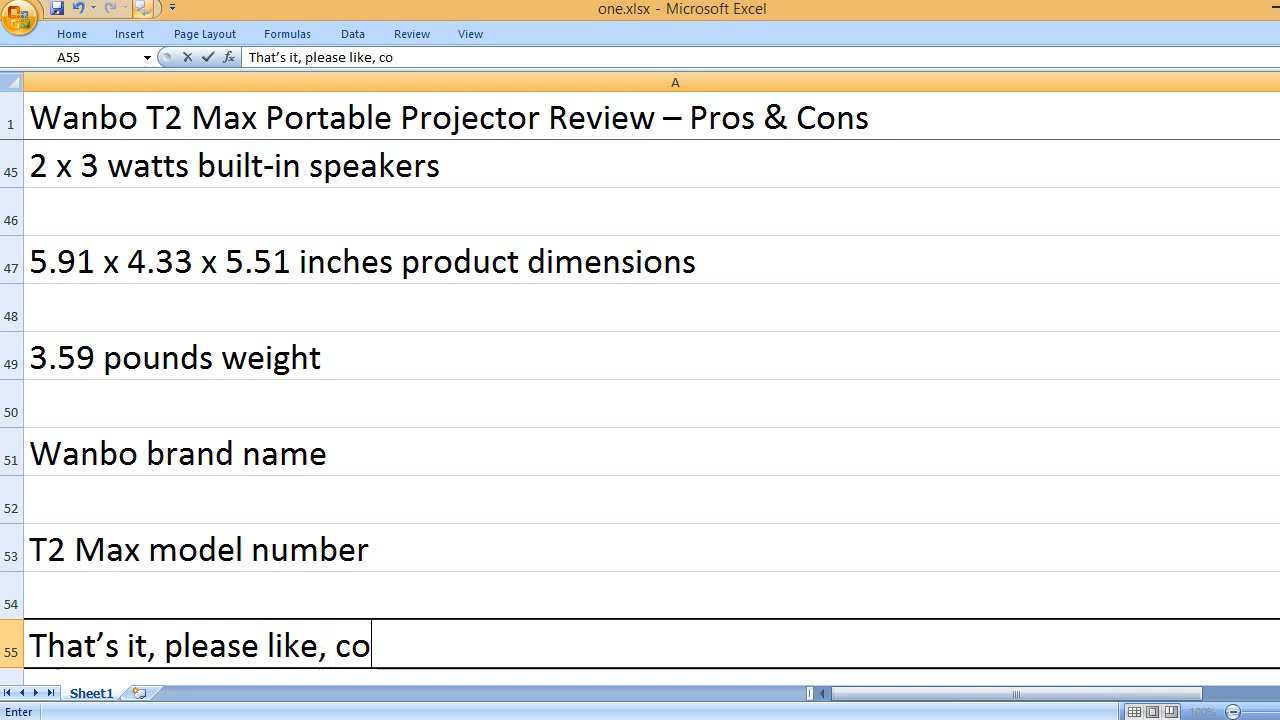 one.xlsx - Microsoft Excel
Home Insert Page Layout Formulas Data Review View
A55 fx That’s it, please like, co
A
1 Wanbo T2 Max Portable Projector Review – Pros & Cons
45 2 x 3 watts built-in speakers
46
47 5.91 x 4.33 x 5.51 inches product dimensions
48
49 3.59 pounds weight
50
51 Wanbo brand name
52
53 T2 Max model number
54
55 That’s it, please like, co
Sheet1
Enter 100%